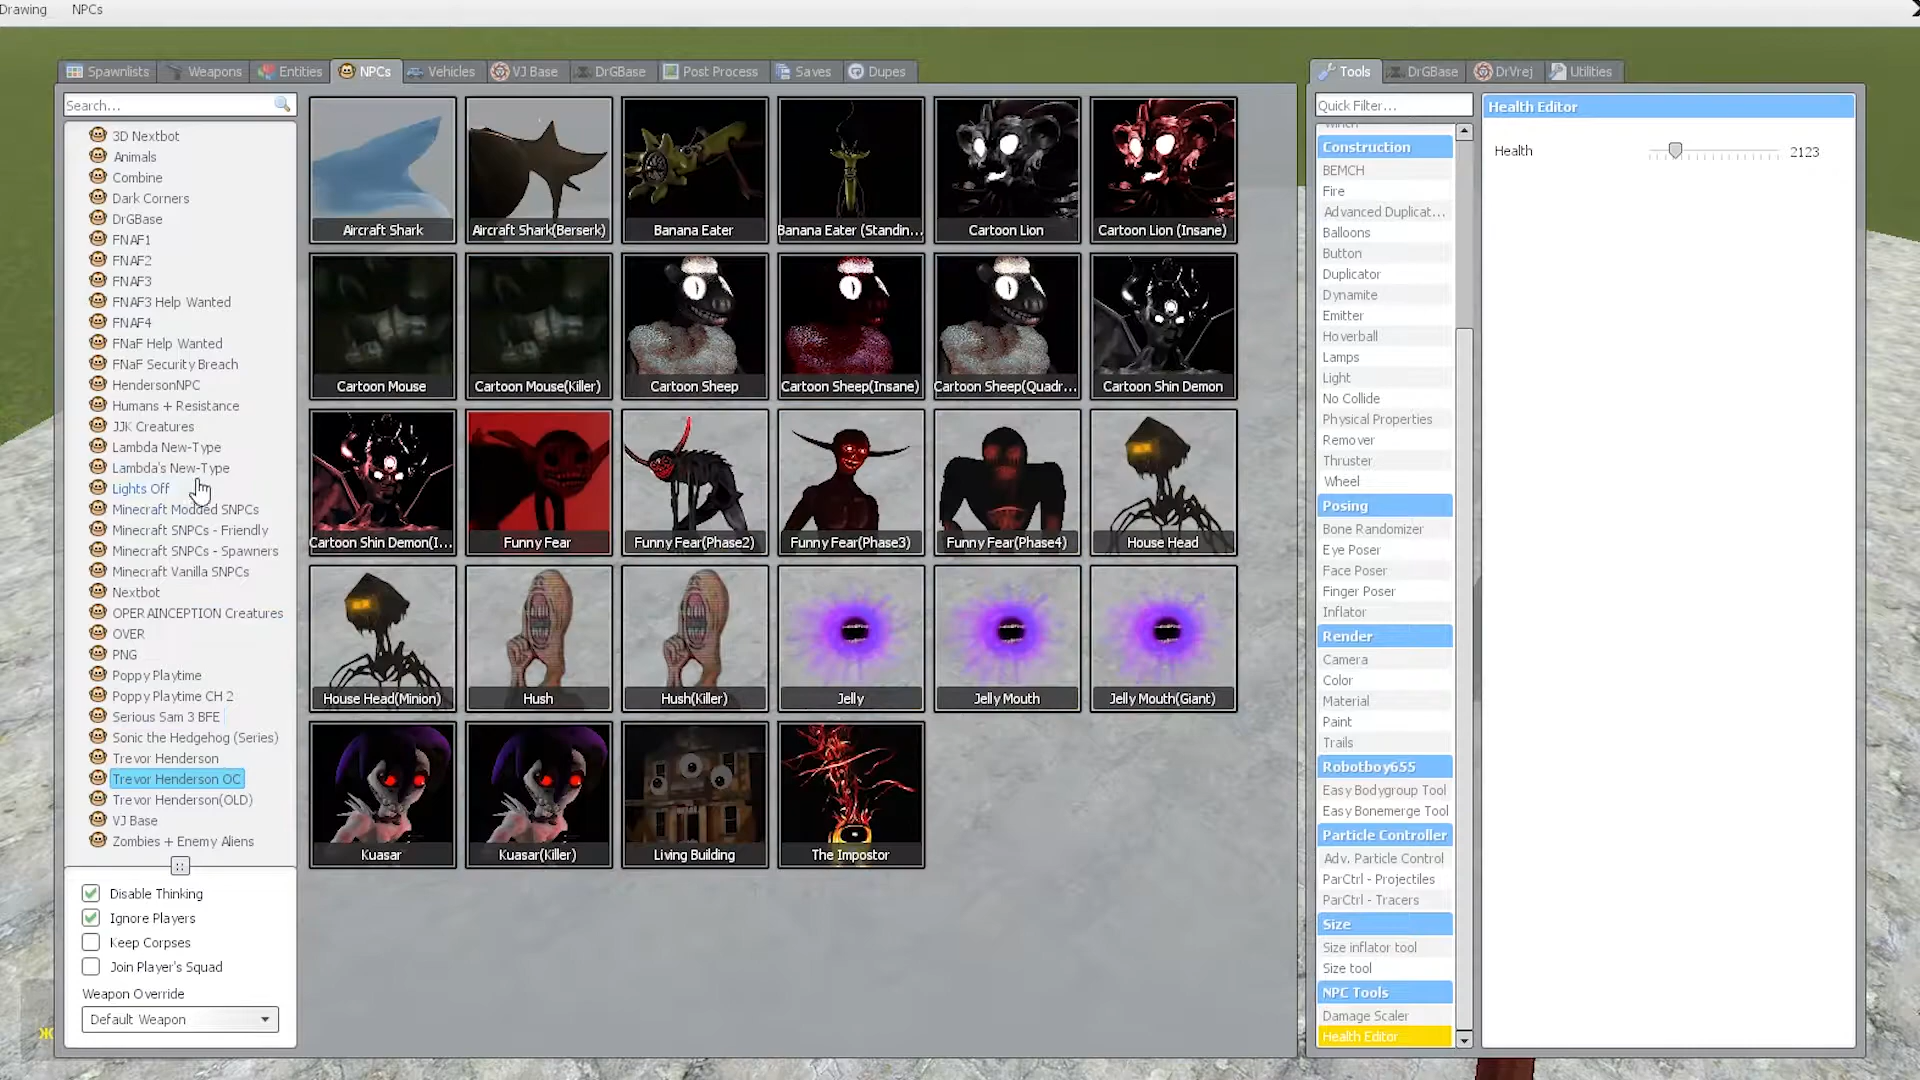 Drawing NPCs
Spawnlists Weapons Entities NPCs Vehicles VJ Base DrGBase Post Process Saves Dupes
Search...
3D Nextbot
Animals
Combine
Dark Corners
DrGBase
FNAF1
FNAF2
FNAF3
FNAF3 Help Wanted
FNAF4
FNaF Help Wanted
FNaF Security Breach
HendersonNPC
Humans + Resistance
JJK Creatures
Lambda New-Type
Lambda's New-Type
Lights Off
Minecraft Modded SNPCs
Minecraft SNPCs - Friendly
Minecraft SNPCs - Spawners
Minecraft Vanilla SNPCs
Nextbot
OPERAINCEPTION Creatures
OVER
PNG
Poppy Playtime
Poppy Playtime CH 2
Serious Sam 3 BFE
Sonic the Hedgehog (Series)
Trevor Henderson
Trevor Henderson OC
Trevor Henderson(OLD)
VJ Base
Zombies + Enemy Aliens
Disable Thinking
Ignore Players
Keep Corpses
Join Player's Squad
Weapon Override
Default Weapon
Ж
Aircraft Shark
Aircraft Shark(Berserk)
Banana Eater
Banana Eater (Standin...
Cartoon Lion
Cartoon Lion (Insane)
Cartoon Mouse
Cartoon Mouse(Killer)
Cartoon Sheep
Cartoon Sheep(Insane)
Cartoon Sheep(Quadr...
Cartoon Shin Demon
Cartoon Shin Demon(I...
Funny Fear
Funny Fear(Phase2)
Funny Fear(Phase3)
Funny Fear(Phase4)
House Head
House Head(Minion)
Hush
Hush(Killer)
Jelly
Jelly Mouth
Jelly Mouth(Giant)
Kuasar
Kuasar(Killer)
Living Building
The Impostor
Tools DrGBase DrVrej Utilities
Quick Filter...
Winch
Construction
BEMCH
Fire
Advanced Duplicat...
Balloons
Button
Duplicator
Dynamite
Emitter
Hoverball
Lamps
Light
No Collide
Physical Properties
Remover
Thruster
Wheel
Posing
Bone Randomizer
Eye Poser
Face Poser
Finger Poser
Inflator
Render
Camera
Color
Material
Paint
Trails
Robotboy655
Easy Bodygroup Tool
Easy Bonemerge Tool
Particle Controller
Adv. Particle Control
ParCtrl - Projectiles
ParCtrl - Tracers
Size
Size inflator tool
Size tool
NPC Tools
Damage Scaler
Health Editor
Health Editor
Health 2123